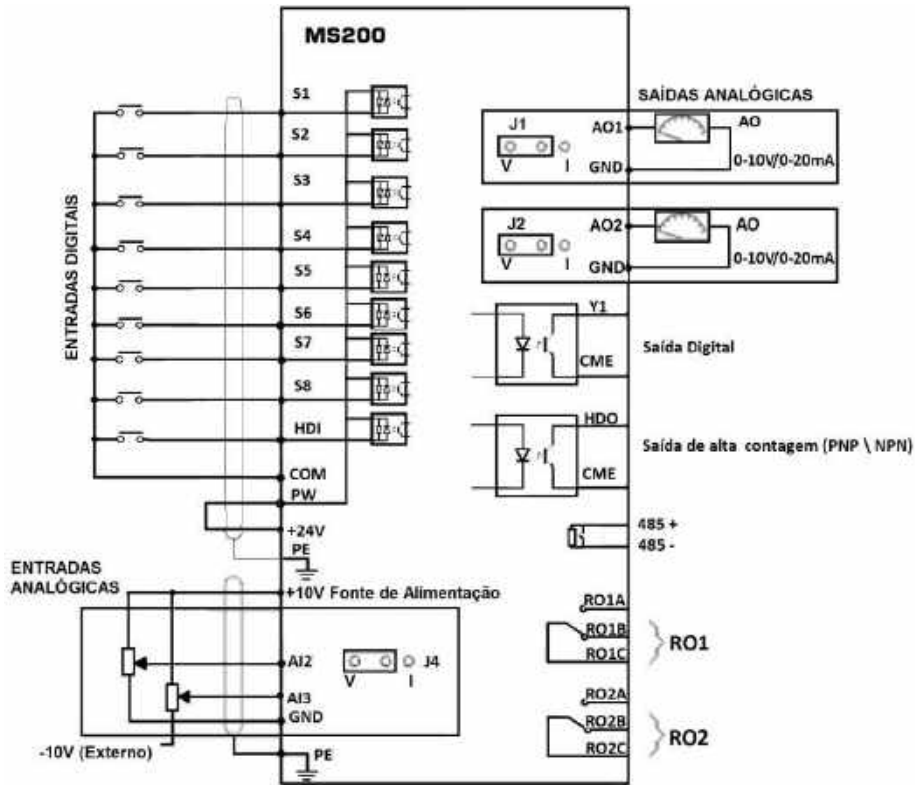 MS200
ENTRADAS DIGITAIS
S1
S2
S3
S4
S5
S6
S7
S8
HDI
COM
PW
+24V
PE
ENTRADAS
ANALÓGICAS
+10V Fonte de Alimentação
AI2
V
I
J4
AI3
GND
-10V (Externo)
PE
SAÍDAS ANALÓGICAS
J1
V
I
AO1
GND
AO
0-10V/0-20mA
J2
V
I
AO2
GND
AO
0-10V/0-20mA
Y1
CME
Saída Digital
HDO
CME
Saída de alta contagem (PNP \ NPN)
485 +
485 -
RO1A
RO1B
RO1C
RO1
RO2A
RO2B
RO2C
RO2